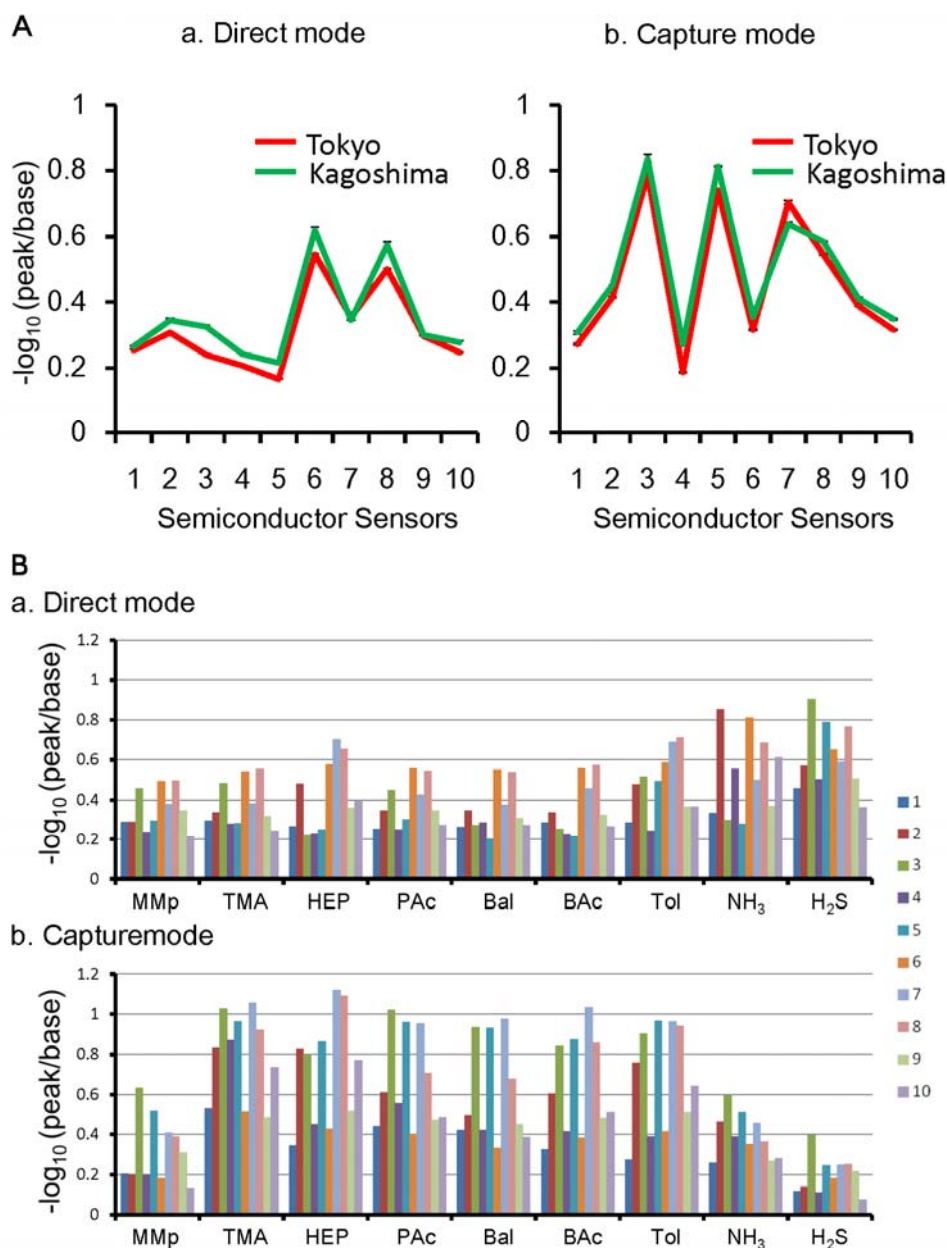 A
a. Direct mode
b. Capture mode
-log10 (peak/base)
1
0.8
0.6
0.4
0.2
0
Tokyo
Kagoshima
1 2 3 4 5 6 7 8 9 10
Semiconductor Sensors
1
0.8
0.6
0.4
0.2
0
Tokyo
Kagoshima
1 2 3 4 5 6 7 8 9 10
Semiconductor Sensors
B
a. Direct mode
-log10 (peak/base)
1.2
1
0.8
0.6
0.4
0.2
0
MMp TMA HEP PAc Bal BAc Tol NH3 H2S
b. Capturemode
-log10 (peak/base)
1.2
1
0.8
0.6
0.4
0.2
0
MMp TMA HEP PAc Bal BAc Tol NH3 H2S
1
2
3
4
5
6
7
8
9
10